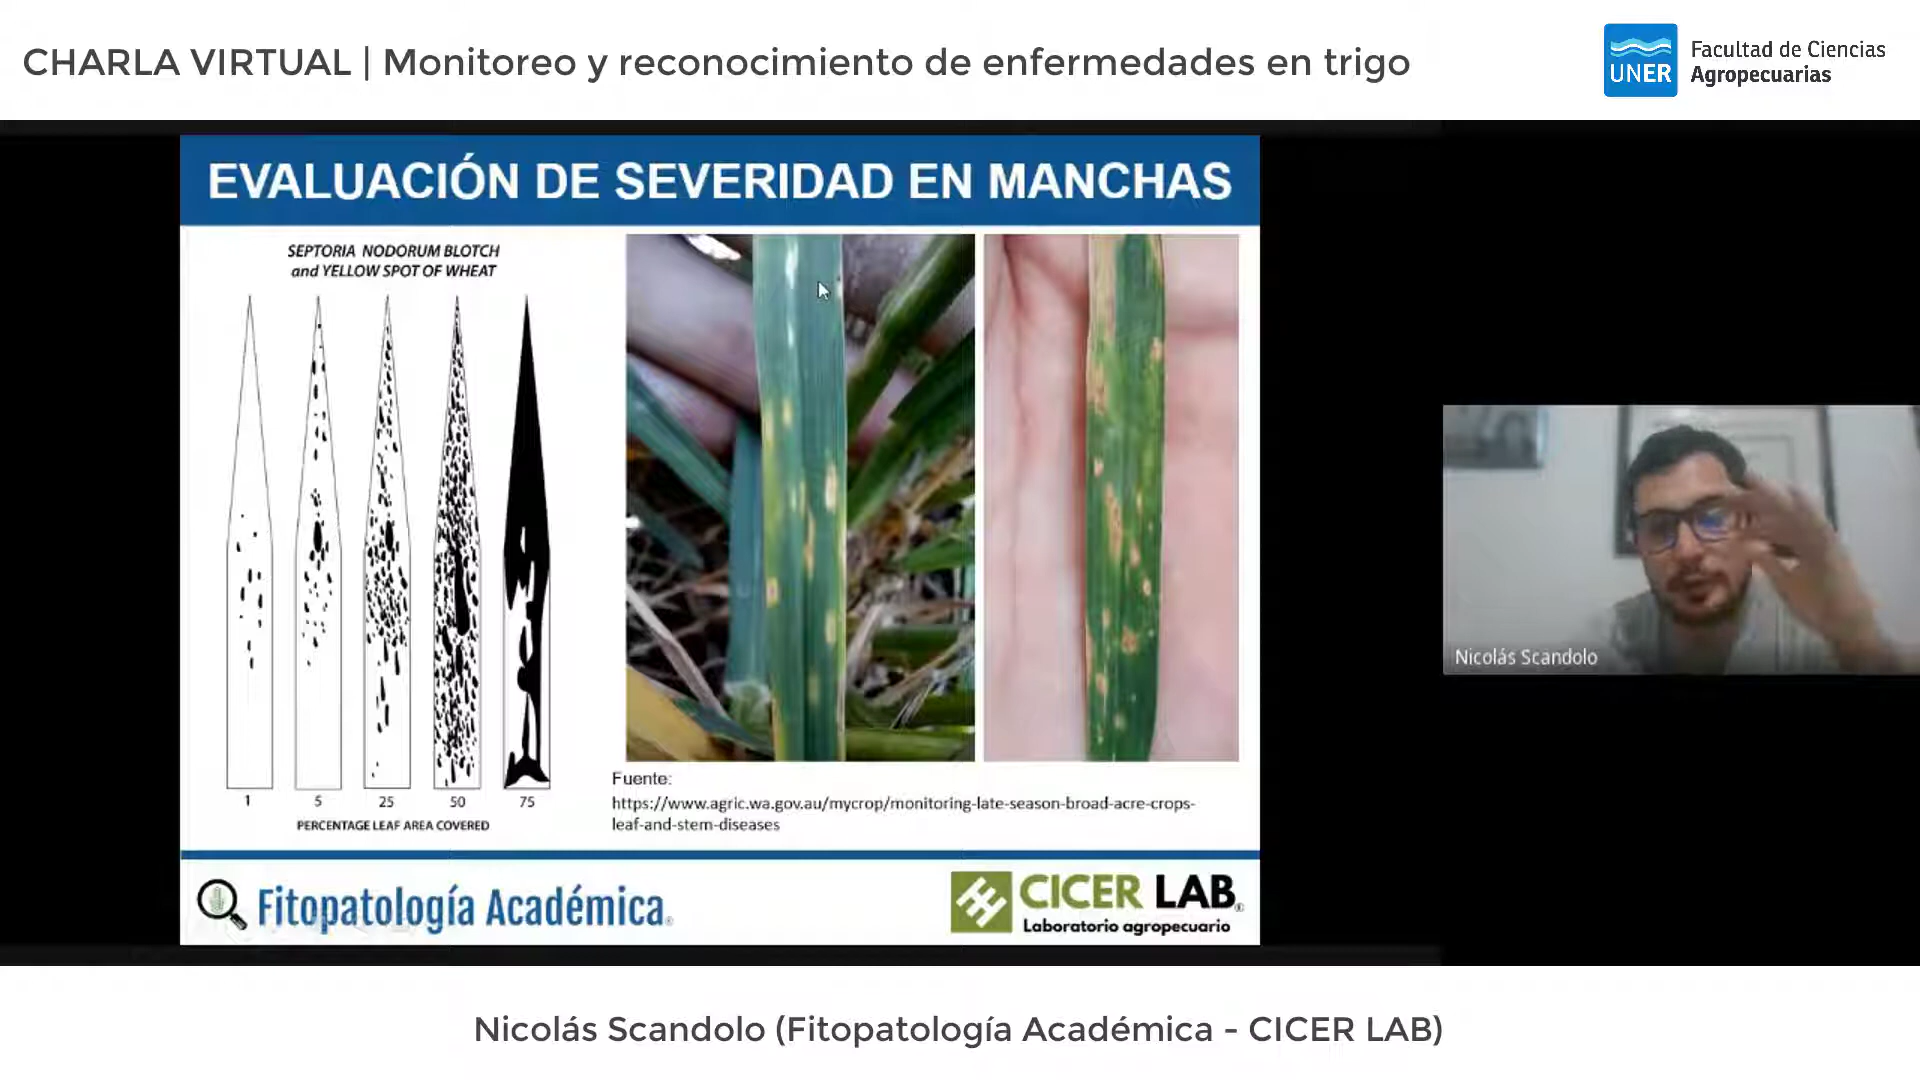 CHARLA VIRTUAL | Monitoreo y reconocimiento de enfermedades en trigo
UNER
Facultad de Ciencias
Agropecuarias
EVALUACIÓN DE SEVERIDAD EN MANCHAS
SEPTORIA NODORUM BLOTCH
and YELLOW SPOT OF WHEAT
1 5 25 50 75
PERCENTAGE LEAF AREA COVERED
Fuente:
https://www.agric.wa.gov.au/mycrop/monitoring-late-season-broad-acre-crops-
leaf-and-stem-diseases
Nicolás Scandolo
Fitopatología Académica®
CICER LAB®
Laboratorio agropecuario
Nicolás Scandolo (Fitopatología Académica - CICER LAB)